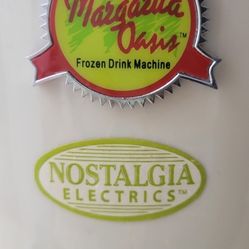 Margarita
Oasis™
Frozen Drink Machine
NOSTALGIA
ELECTRICS™